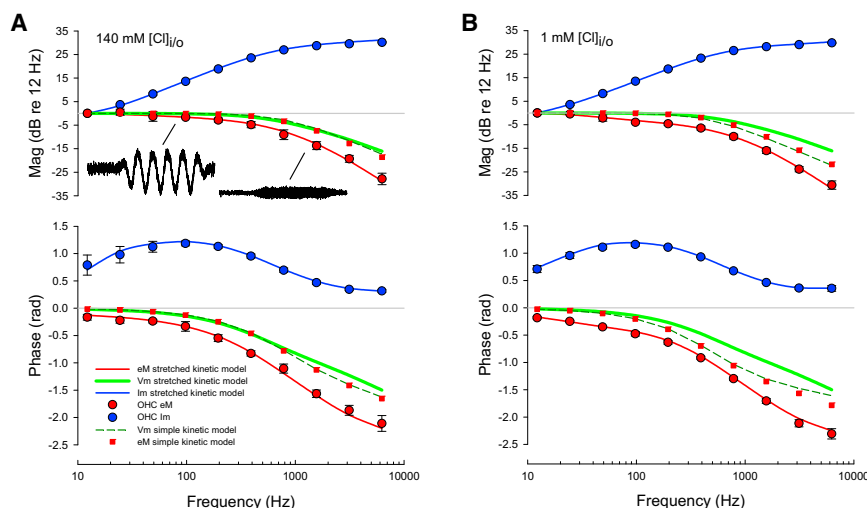 A
140 mM [Cl]i/o
Mag (dB re 12 Hz)
35
25
15
5
-5
-15
-25
-35
Phase (rad)
1.5
1.0
0.5
0.0
-0.5
-1.0
-1.5
-2.0
-2.5
eM stretched kinetic model
Vm stretched kinetic model
Im stretched kinetic model
OHC eM
OHC Im
Vm simple kinetic model
eM simple kinetic model
10 100 1000 10000
Frequency (Hz)
B
1 mM [Cl]i/o
Mag (dB re 12 Hz)
35
25
15
5
-5
-15
-25
-35
Phase (rad)
1.5
1.0
0.5
0.0
-0.5
-1.0
-1.5
-2.0
-2.5
10 100 1000 10000
Frequency (Hz)